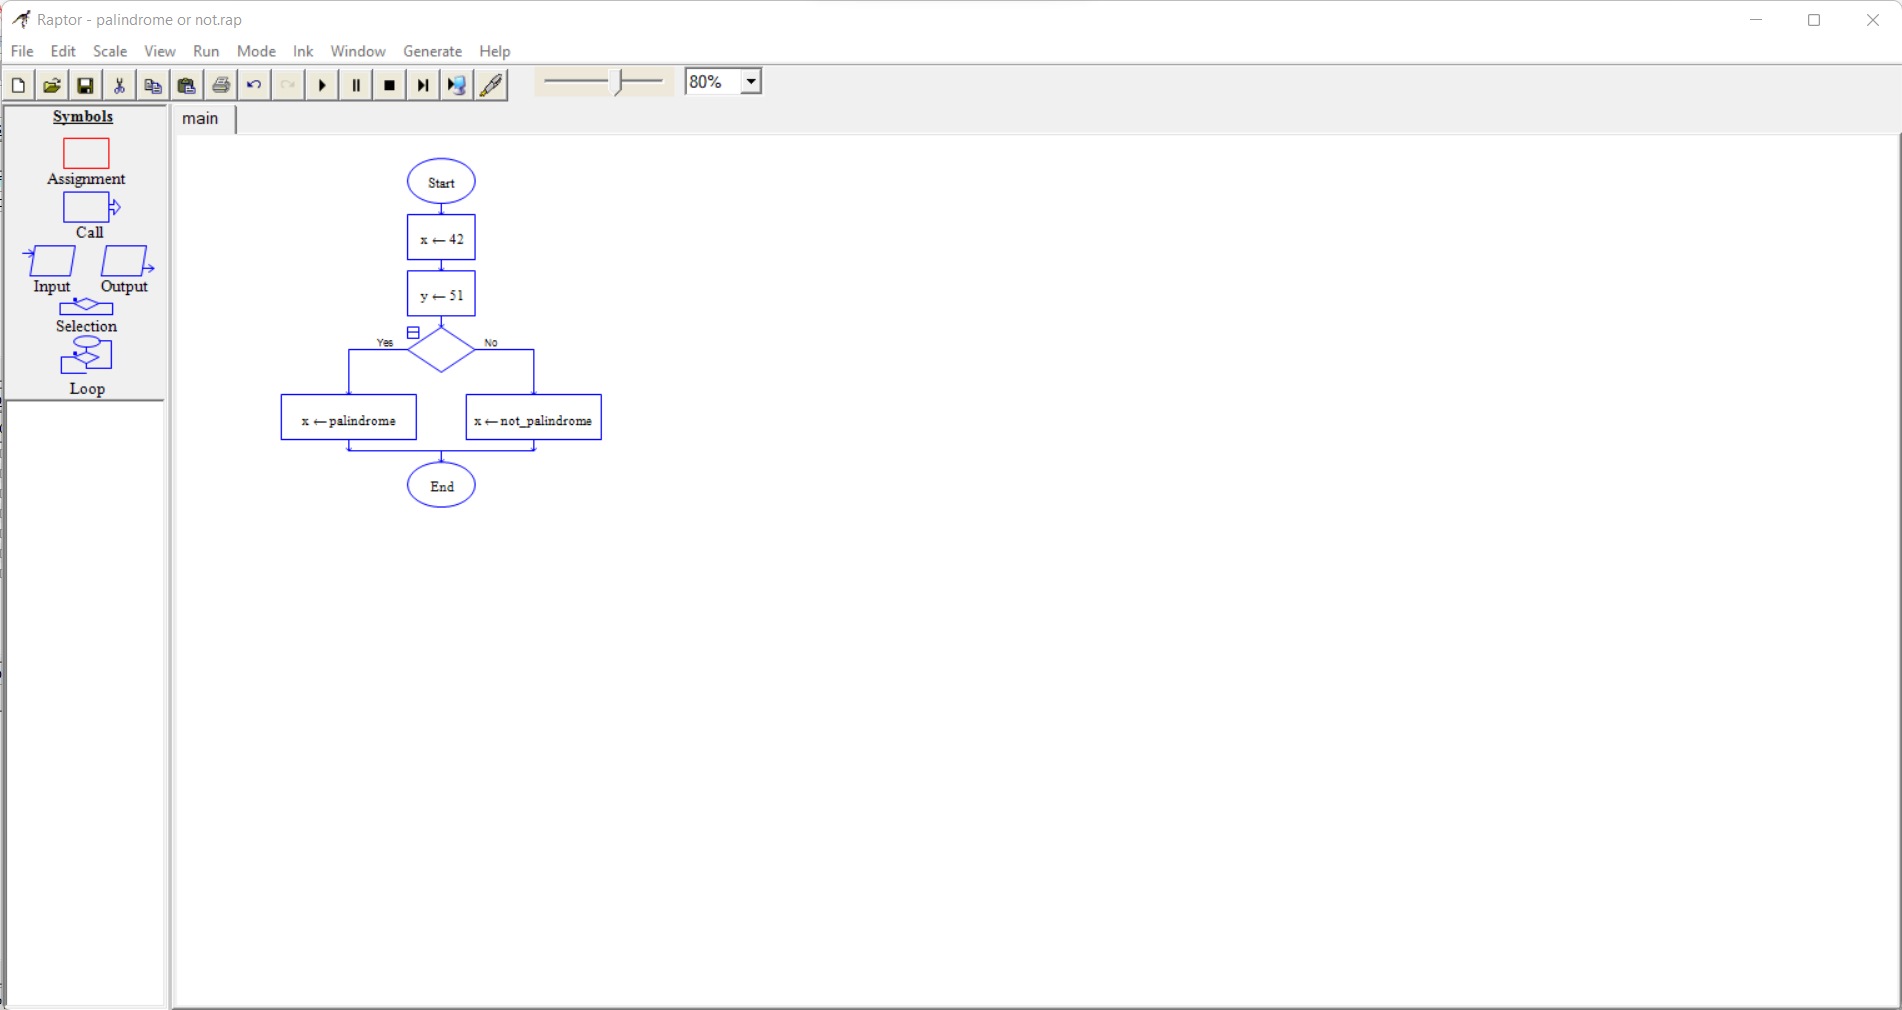 Raptor - palindrome or not.rap
File Edit Scale View Run Mode Ink Window Generate Help
80%
Symbols
Assignment
Call
Input Output
Selection
Loop
main
Start
x ← 42
y ← 51
Yes No
x ← palindrome x ← not_palindrome
End